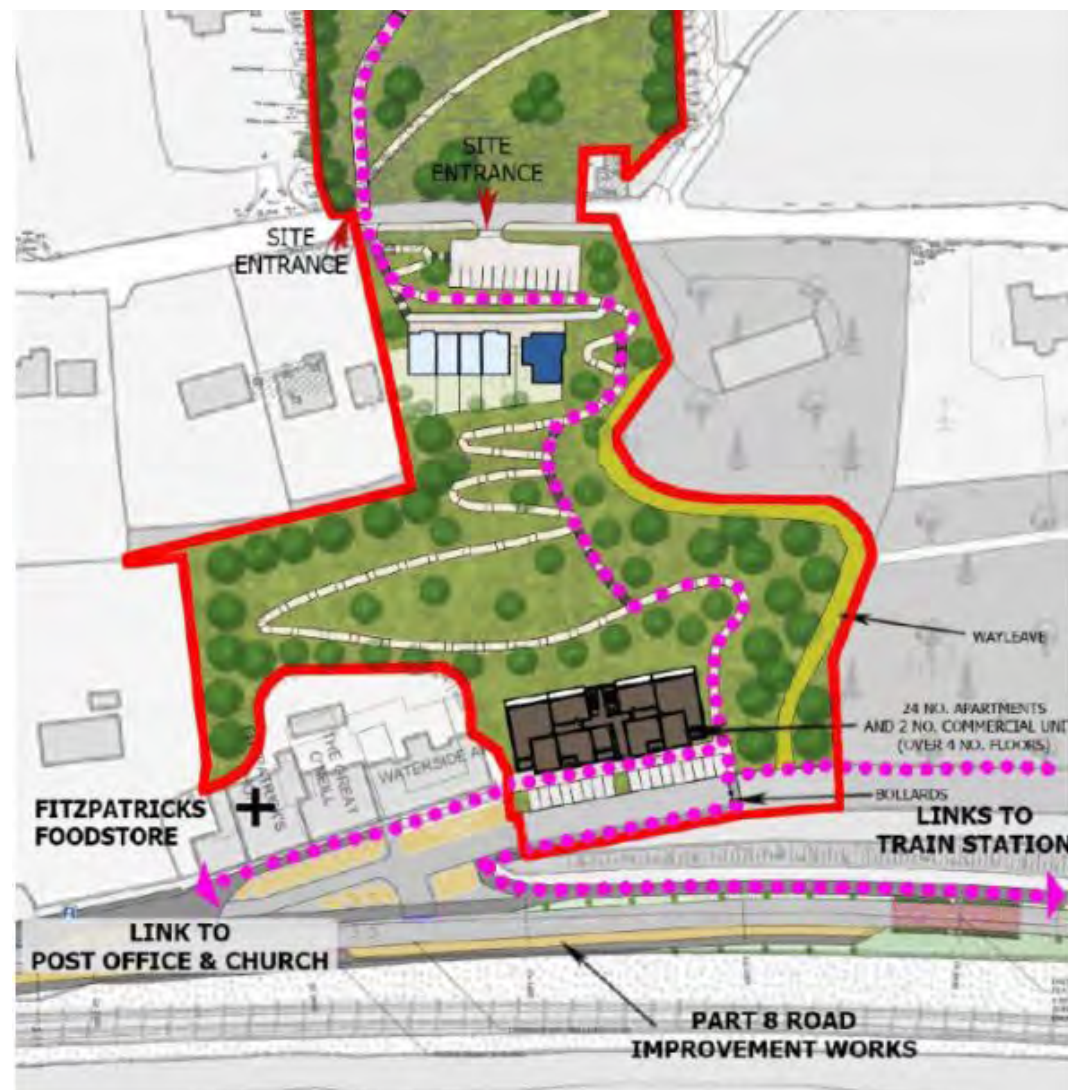 SITE
ENTRANCE
SITE
ENTRANCE
WAYLEAVE
24 NO. APARTMENTS
AND 2 NO. COMMERCIAL UNI
(OVER 4 NO. FLOORS)
THE GREAT
O'NEILL
WATERSIDE A
BOLLARDS
FITZPATRICKS
FOODSTORE
LINKS TO
TRAIN STATION
LINK TO
POST OFFICE & CHURCH
PART 8 ROAD
IMPROVEMENT WORKS